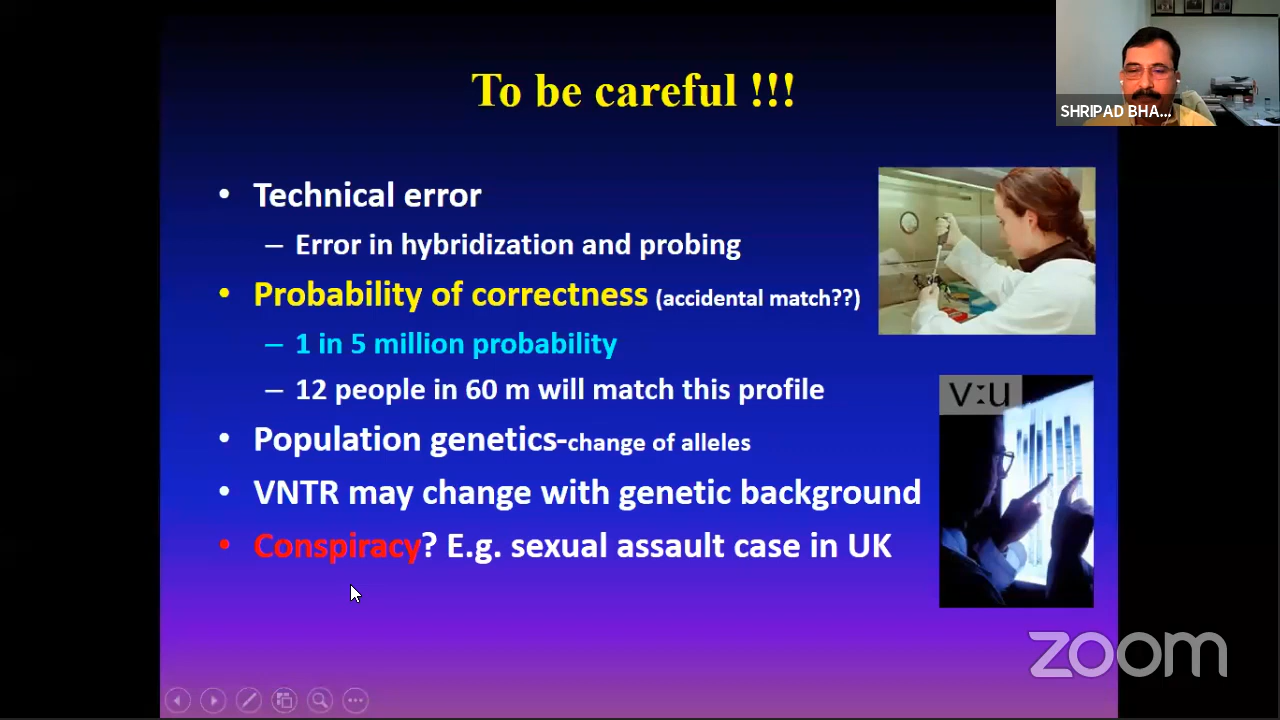 To be careful !!!
SHRIPAD BHA...
• Technical error
– Error in hybridization and probing
• Probability of correctness (accidental match??)
– 1 in 5 million probability
– 12 people in 60 m will match this profile
• Population genetics-change of alleles
• VNTR may change with genetic background
• Conspiracy? E.g. sexual assault case in UK
V:U
zoom